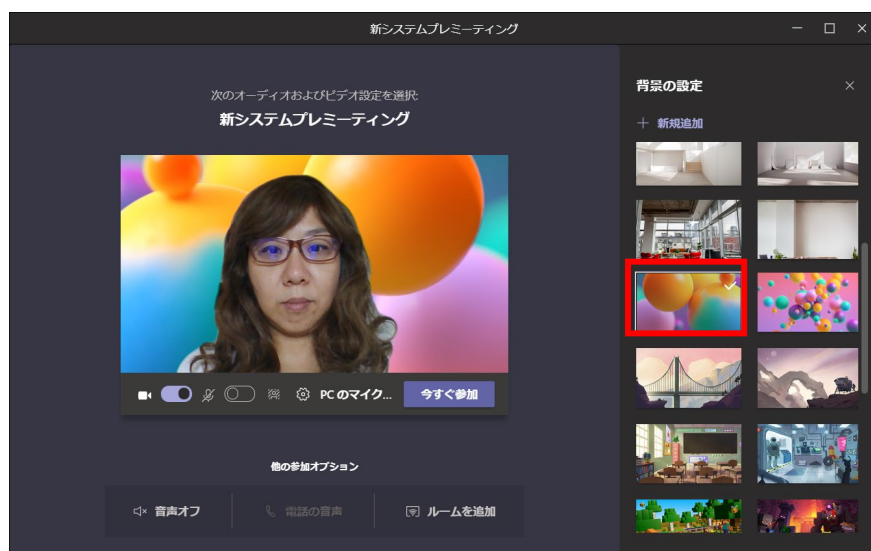 新システムプレミーティング
次のオーディオおよびビデオ設定を選択:
新システムプレミーティング
PC のマイク...
今すぐ参加
他の参加オプション
音声オフ
電話の音声
ルームを追加
背景の設定
新規追加